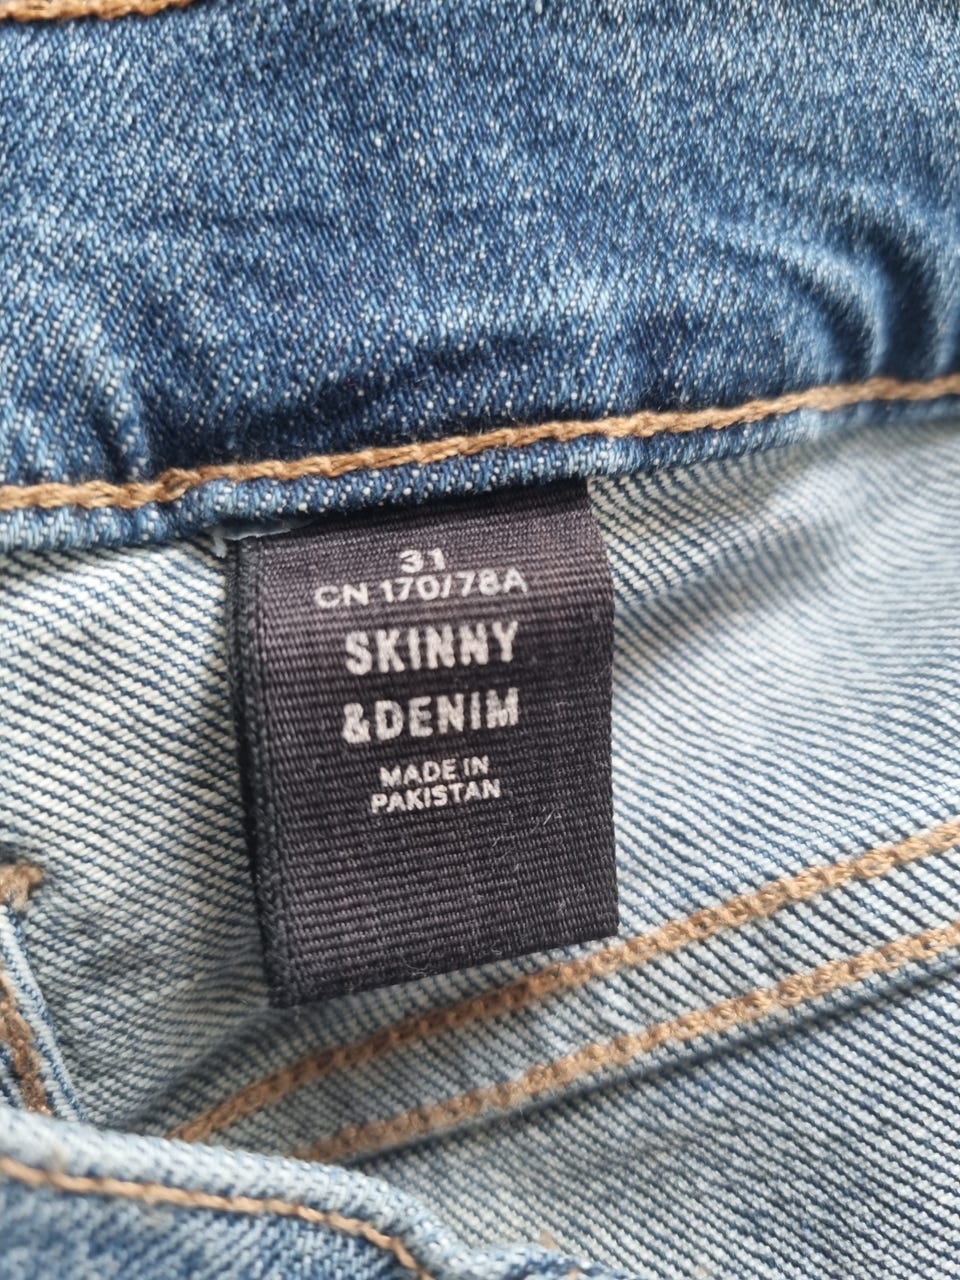 31
CN 170/78A
SKINNY
&DENIM
MADE IN
PAKISTAN